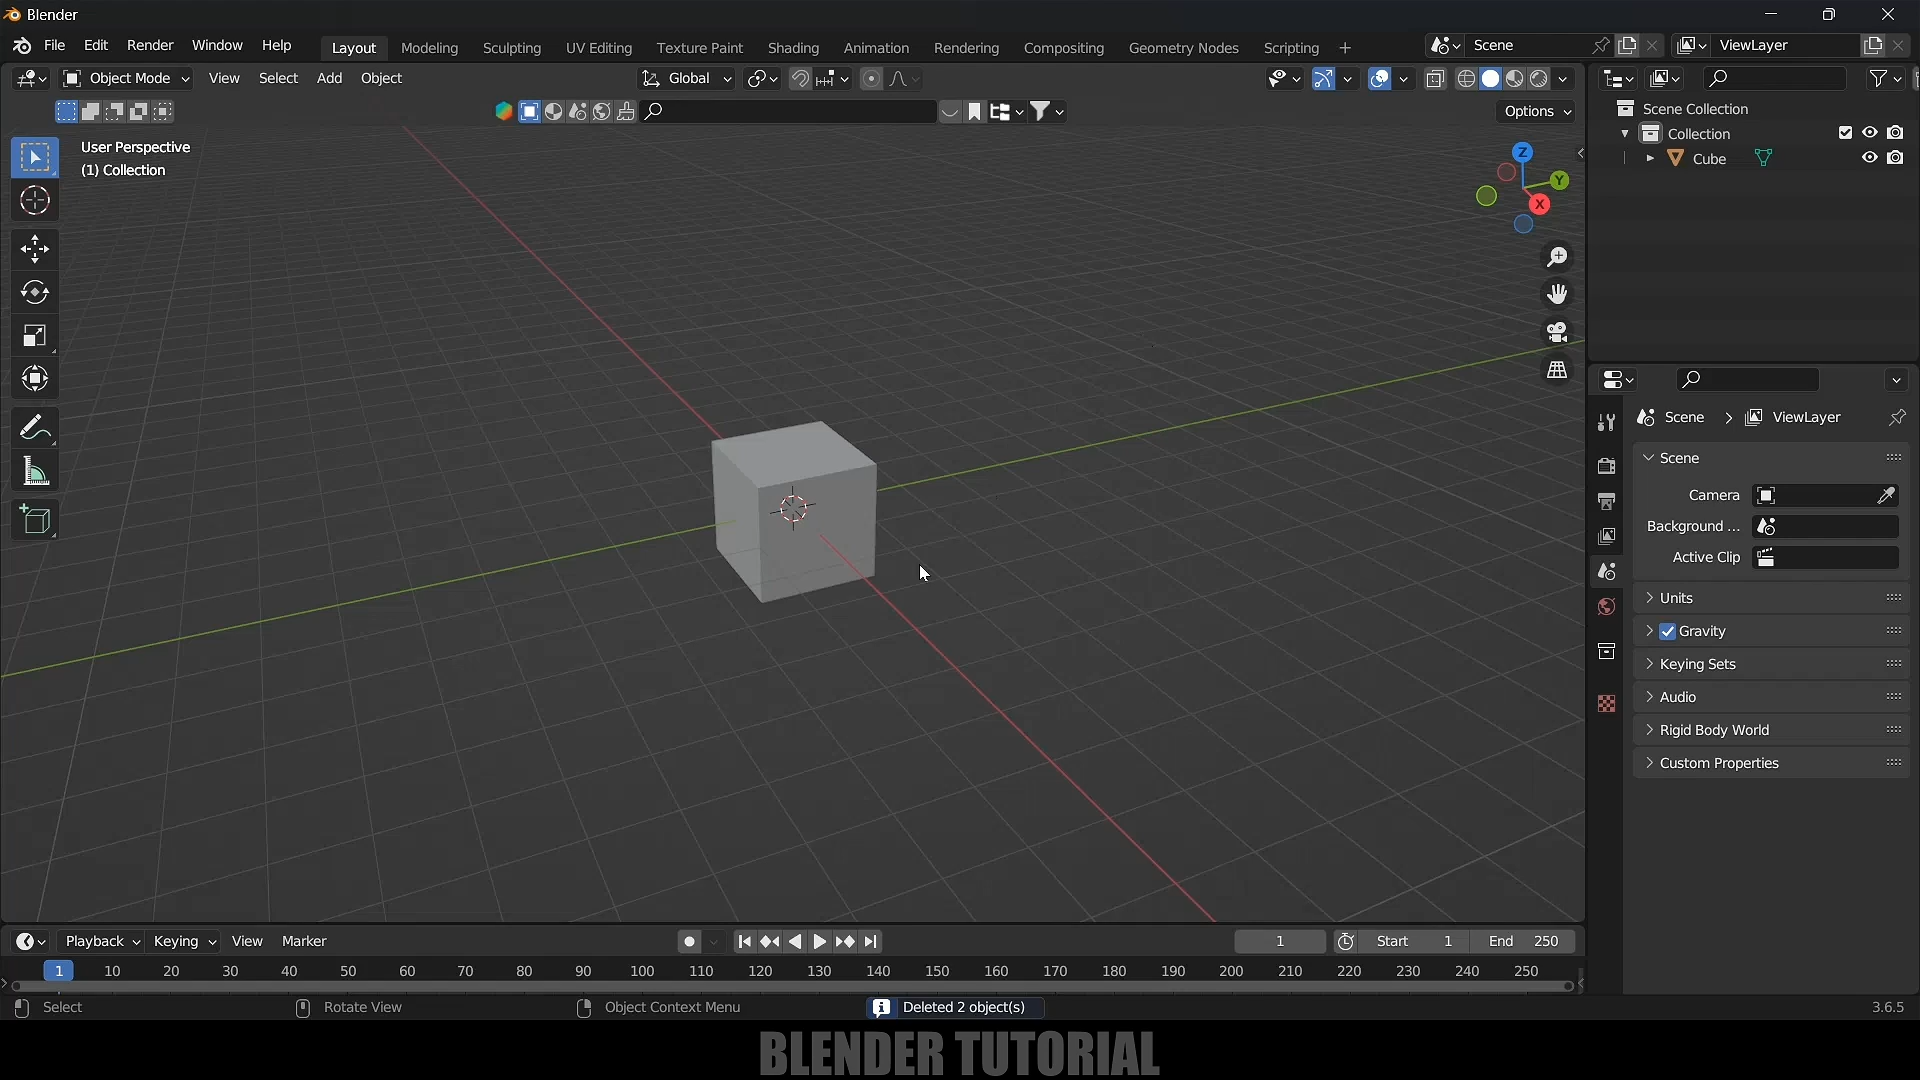 Blender
File Edit Render Window Help Layout Modeling Sculpting UV Editing Texture Paint Shading Animation Rendering Compositing Geometry Nodes Scripting + Scene ViewLayer
Object Mode View Select Add Object Global
Options
User Perspective
(1) Collection
Z
Y
X
Scene Collection
Collection
Cube
Scene > ViewLayer
Scene
Camera
Background ...
Active Clip
Units
Gravity
Keying Sets
Audio
Rigid Body World
Custom Properties
Playback Keying View Marker 1 Start 1 End 250
1 10 20 30 40 50 60 70 80 90 100 110 120 130 140 150 160 170 180 190 200 210 220 230 240 250
Select Rotate View Object Context Menu Deleted 2 object(s) 3.6.5
BLENDER TUTORIAL